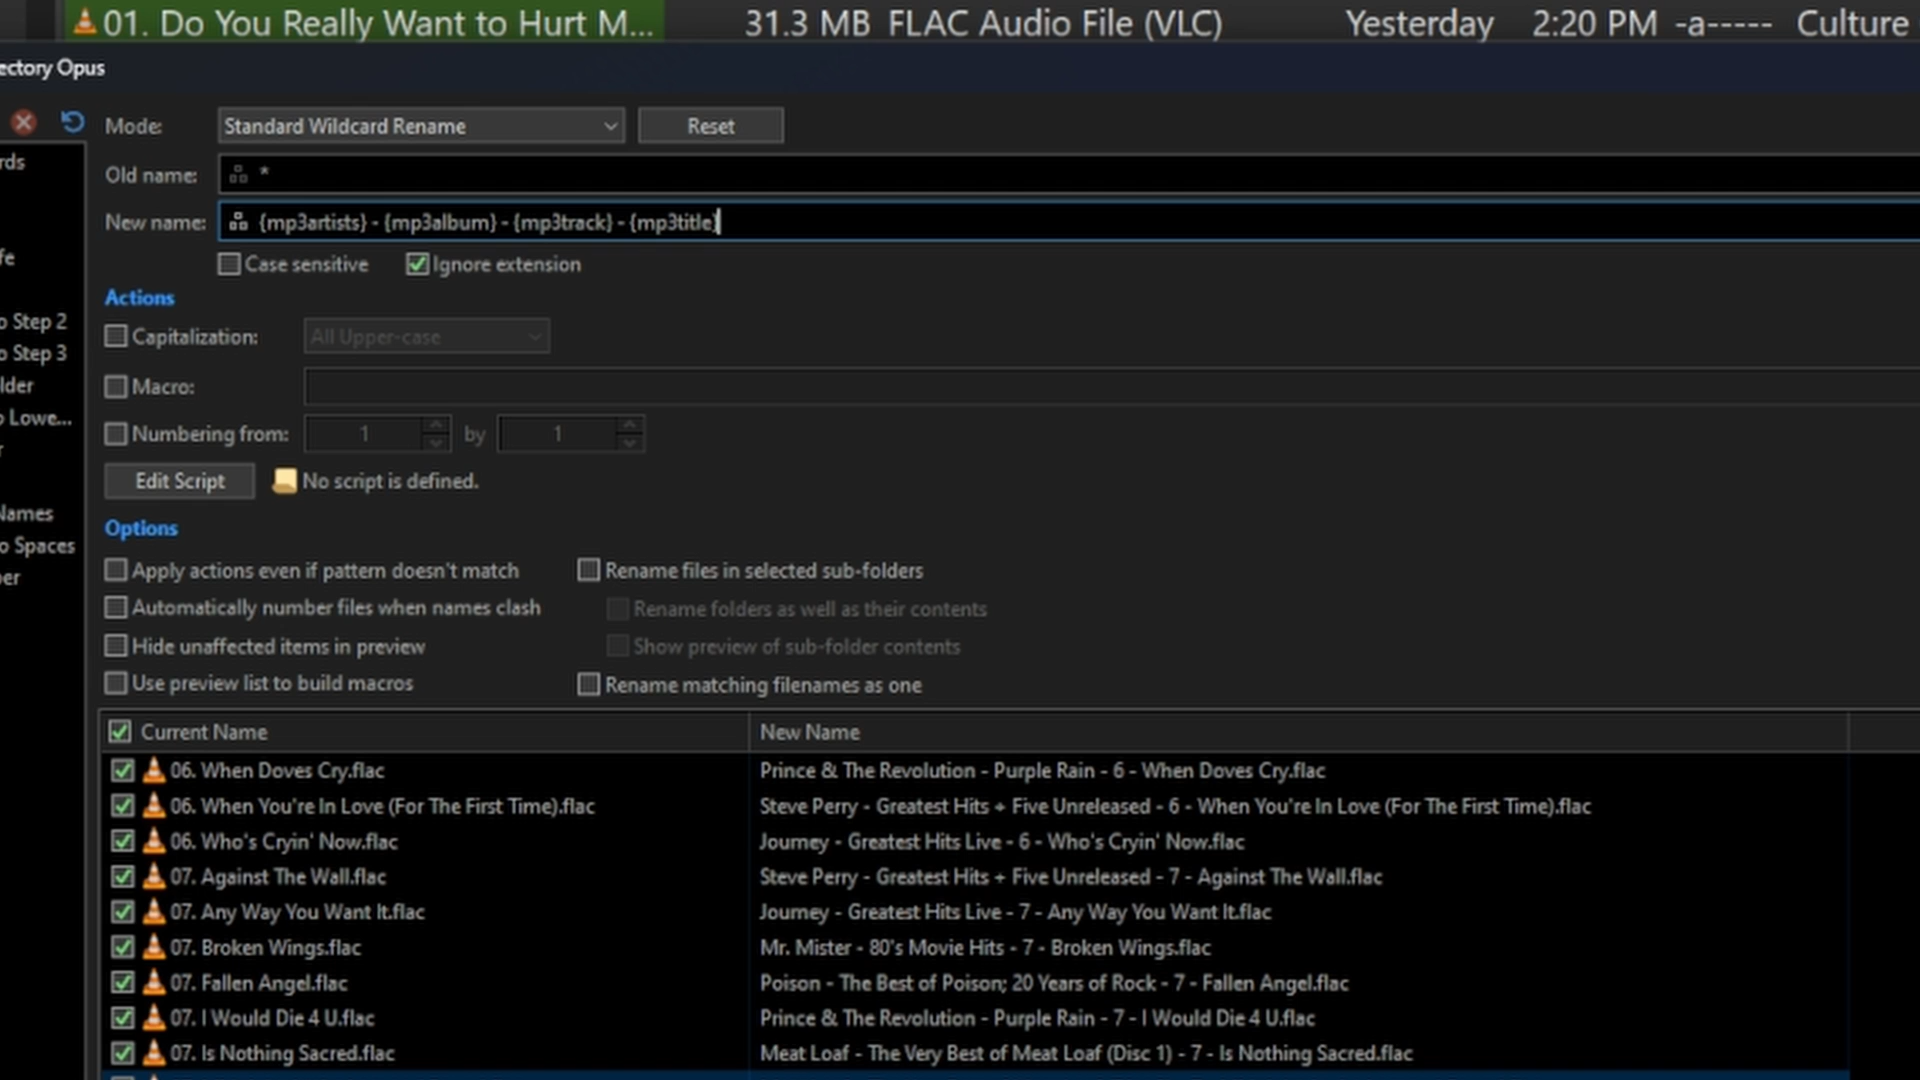 01. Do You Really Want to Hurt M... 31.3 MB FLAC Audio File (VLC) Yesterday 2:20 PM -a----- Culture
ectory Opus
Mode: Standard Wildcard Rename Reset
rds
Old name: *
New name: {mp3artists} - {mp3album} - {mp3track} - {mp3title}
fe
Case sensitive Ignore extension
Actions
o Step 2
Capitalization: All Upper-case
o Step 3
lder
Macro:
o Lowe...
r
Numbering from: 1 by 1
Edit Script No script is defined.
Names
Options
o Spaces
er
Apply actions even if pattern doesn't match Rename files in selected sub-folders
Automatically number files when names clash Rename folders as well as their contents
Hide unaffected items in preview Show preview of sub-folder contents
Use preview list to build macros Rename matching filenames as one
Current Name New Name
06. When Doves Cry.flac Prince & The Revolution - Purple Rain - 6 - When Doves Cry.flac
06. When You're In Love (For The First Time).flac Steve Perry - Greatest Hits + Five Unreleased - 6 - When You're In Love (For The First Time).flac
06. Who's Cryin' Now.flac Journey - Greatest Hits Live - 6 - Who's Cryin' Now.flac
07. Against The Wall.flac Steve Perry - Greatest Hits + Five Unreleased - 7 - Against The Wall.flac
07. Any Way You Want It.flac Journey - Greatest Hits Live - 7 - Any Way You Want It.flac
07. Broken Wings.flac Mr. Mister - 80's Movie Hits - 7 - Broken Wings.flac
07. Fallen Angel.flac Poison - The Best of Poison; 20 Years of Rock - 7 - Fallen Angel.flac
07. I Would Die 4 U.flac Prince & The Revolution - Purple Rain - 7 - I Would Die 4 U.flac
07. Is Nothing Sacred.flac Meat Loaf - The Very Best of Meat Loaf (Disc 1) - 7 - Is Nothing Sacred.flac